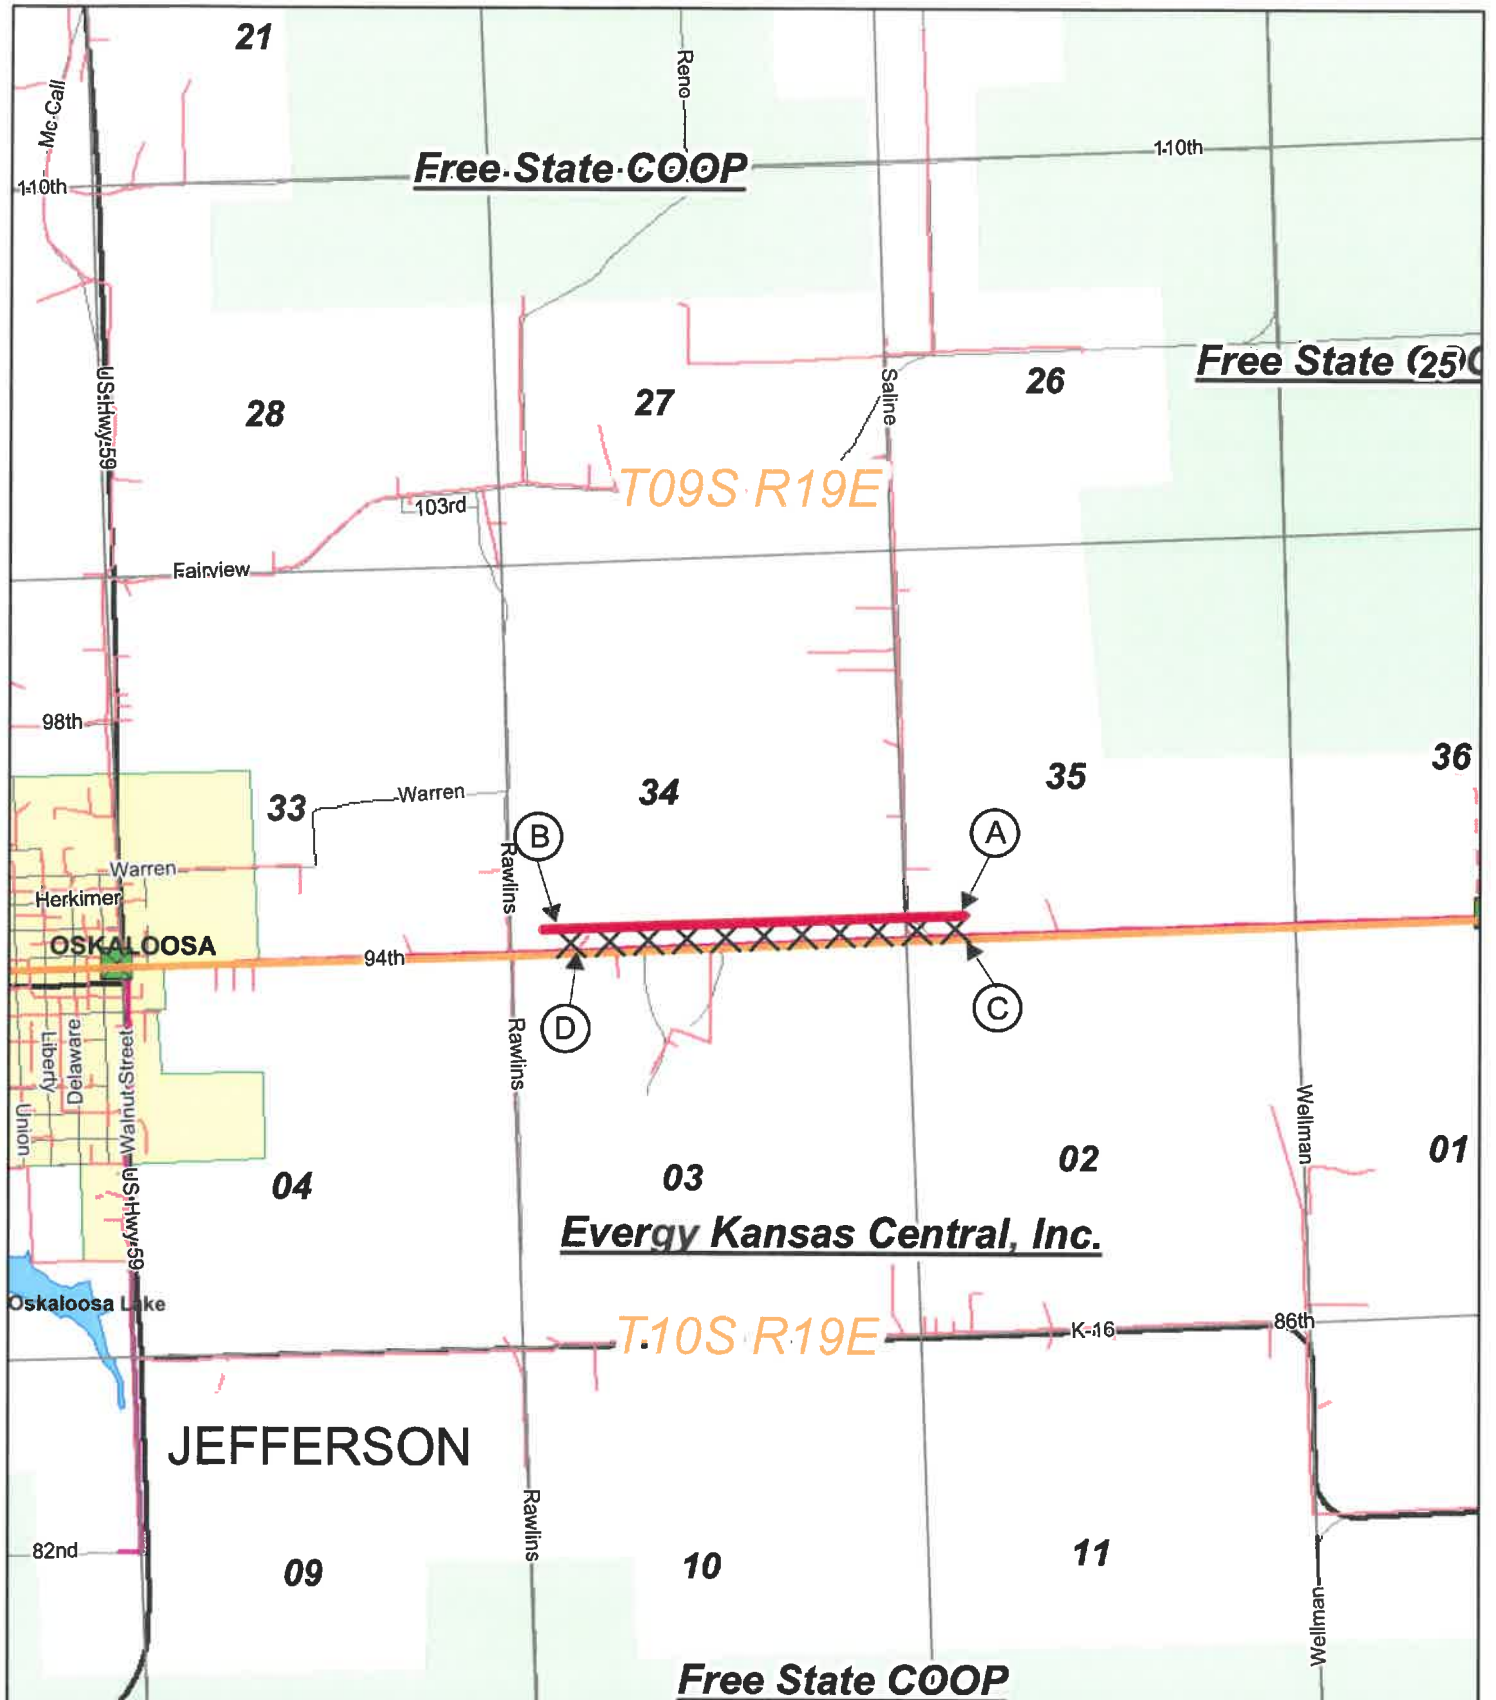 21
Reno
Mc Call
Free State COOP
110th
110th
US Hwy 59
Saline
Free State
25
26
27
28
T09S R19E
103rd
Fairview
98th
36
35
34
33
Warren
B
A
Rawlins
Warren
Herkimer
OSKALOOSA
94th
D
C
Rawlins
Liberty
Delaware
Walnut Street
Union
Wellman
01
02
03
04
US Hwy 59
Evergy Kansas Central, Inc.
Oskaloosa Lake
T10S R19E
K-16
86th
JEFFERSON
Rawlins
82nd
09
10
11
Wellman
Free State COOP